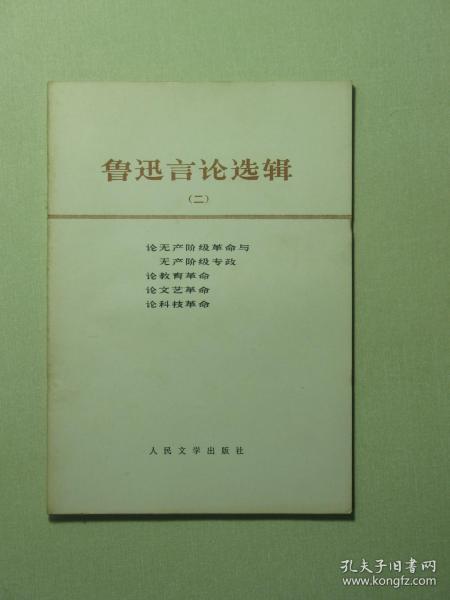 鲁迅言论选辑
(二)
论无产阶级革命与
无产阶级专政
论教育革命
论文艺革命
论科技革命
人民文学出版社
孔夫子旧书网
www.kongfz.com